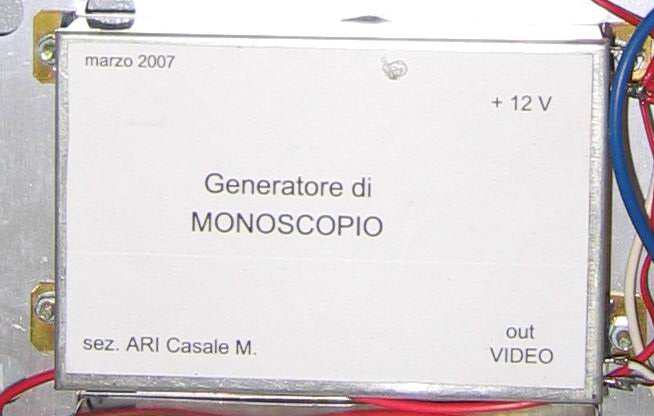 marzo 2007
+ 12 V
Generatore di
MONOSCOPIO
sez. ARI Casale M.
out
VIDEO